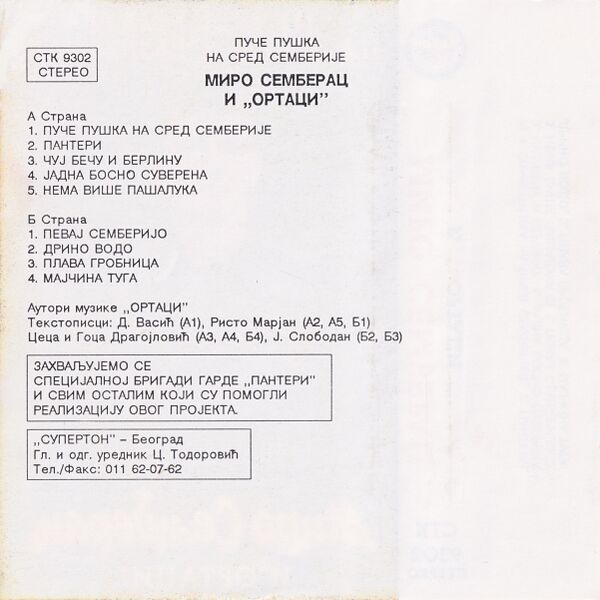 СТК 9302
СТЕРЕО
ПУЧЕ ПУШКА
НА СРЕД СЕМБЕРИЈЕ
МИРО СЕМБЕРАЦ
И „ОРТАЦИ”
А Страна
1. ПУЧЕ ПУШКА НА СРЕД СЕМБЕРИЈЕ
2. ПАНТЕРИ
3. ЧУЈ БЕЧУ И БЕРЛИНУ
4. ЈАДНА БОСНО СУВЕРЕНА
5. НЕМА ВИШЕ ПАШАЛУКА
Б Страна
1. ПЕВАЈ СЕМБЕРИЈО
2. ДРИНО ВОДО
3. ПЛАВА ГРОБНИЦА
4. МАЈЧИНА ТУГА
Аутори музике „ОРТАЦИ”
Текстописци: Д. Васић (А1), Ристо Марјан (А2, А5, Б1)
Цеца и Гоца Драгојловић (А3, А4, Б4), Ј. Слободан (Б2, Б3)
ЗАХВАЉУЈЕМО СЕ
СПЕЦИЈАЛНОЈ БРИГАДИ ГАРДЕ „ПАНТЕРИ”
И СВИМ ОСТАЛИМ КОЈИ СУ ПОМОГЛИ
РЕАЛИЗАЦИЈУ ОВОГ ПРОЈЕКТА.
„СУПЕРТОН” – Београд
Гл. и одг. уредник Ц. Тодоровић
Тел./Факс: 011 62-07-62